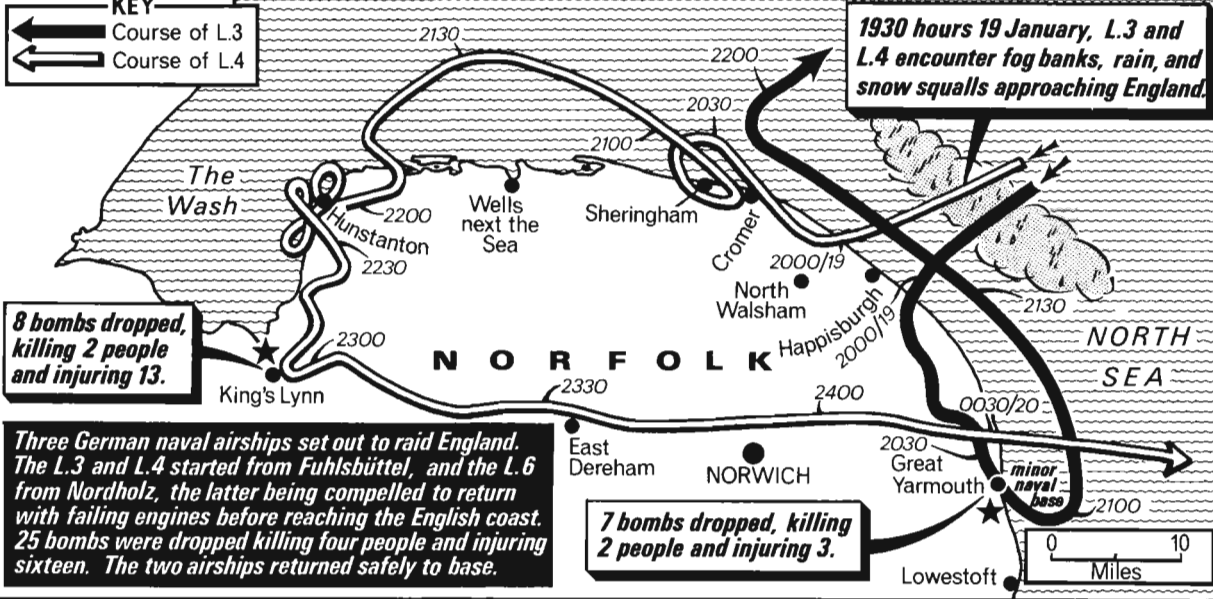 KEY
Course of L.3
Course of L.4
1930 hours 19 January, L.3 and
L.4 encounter fog banks, rain, and
snow squalls approaching England.
2130
2200
2030
2100
The
Wash
Hunstanton
2200
2230
Wells
next the
Sea
Sheringham
Cromer
2000/19
North
Walsham
Happisburgh
2000/19
2130
NORTH
SEA
8 bombs dropped,
killing 2 people
and injuring 13.
2300
King's Lynn
NORFOLK
2330
2400
0030/20
East
Dereham
NORWICH
2030
Great
Yarmouth
minor
naval
base
2100
Three German naval airships set out to raid England.
The L.3 and L.4 started from Fuhlsbüttel, and the L.6
from Nordholz, the latter being compelled to return
with failing engines before reaching the English coast.
25 bombs were dropped killing four people and injuring
sixteen. The two airships returned safely to base.
7 bombs dropped, killing
2 people and injuring 3.
Lowestoft
0 10
Miles